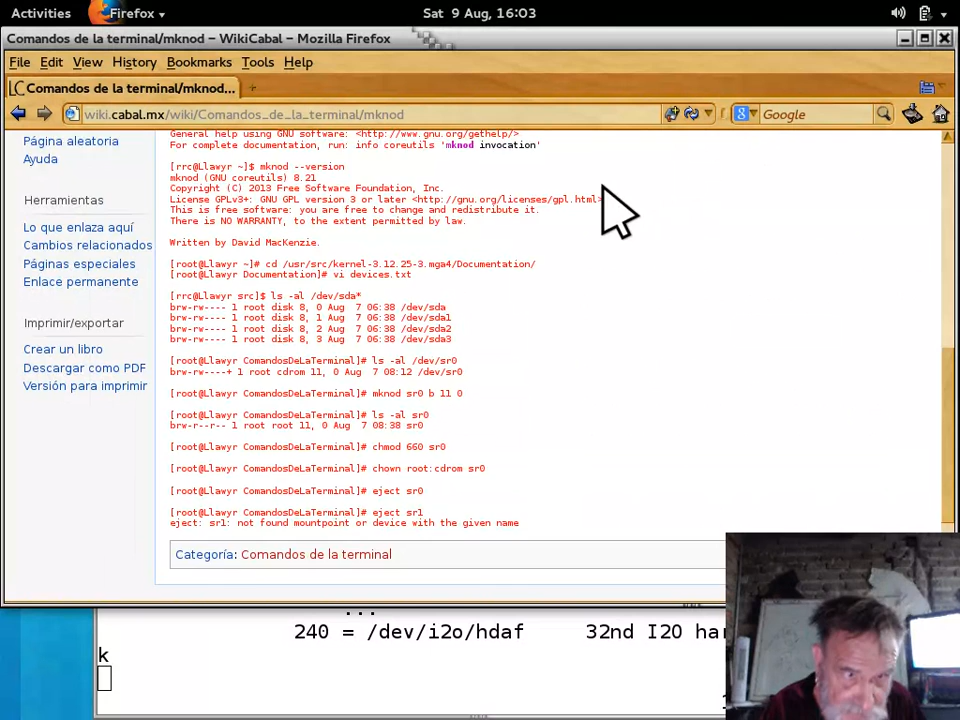 Activities Firefox Sat 9 Aug, 16:03
Comandos de la terminal/mknod – WikiCabal – Mozilla Firefox
File Edit View History Bookmarks Tools Help
Comandos de la terminal/mknod...
wiki.cabal.mx/wiki/Comandos_de_la_terminal/mknod Google
Página aleatoria
Ayuda
Herramientas
Lo que enlaza aquí
Cambios relacionados
Páginas especiales
Enlace permanente
Imprimir/exportar
Crear un libro
Descargar como PDF
Versión para imprimir
General help using GNU software: <http://www.gnu.org/gethelp/>
For complete documentation, run: info coreutils 'mknod invocation'
[rrc@Llawyr ~]$ mknod --version
mknod (GNU coreutils) 8.21
Copyright (C) 2013 Free Software Foundation, Inc.
License GPLv3+: GNU GPL version 3 or later <http://gnu.org/licenses/gpl.html>
This is free software: you are free to change and redistribute it.
There is NO WARRANTY, to the extent permitted by law.
Written by David MacKenzie.
[root@Llawyr ~]# cd /usr/src/kernel-3.12.25-3.mga4/Documentation/
[root@Llawyr Documentation]# vi devices.txt
[rrc@Llawyr src]$ ls -al /dev/sda*
brw-rw---- 1 root disk 8, 0 Aug  7 06:38 /dev/sda
brw-rw---- 1 root disk 8, 1 Aug  7 06:38 /dev/sda1
brw-rw---- 1 root disk 8, 2 Aug  7 06:38 /dev/sda2
brw-rw---- 1 root disk 8, 3 Aug  7 06:38 /dev/sda3
[root@Llawyr ComandosDeLaTerminal]# ls -al /dev/sr0
brw-rw----+ 1 root cdrom 11, 0 Aug  7 08:12 /dev/sr0
[root@Llawyr ComandosDeLaTerminal]# mknod sr0 b 11 0
[root@Llawyr ComandosDeLaTerminal]# ls -al sr0
brw-r--r-- 1 root root 11, 0 Aug  7 08:38 sr0
[root@Llawyr ComandosDeLaTerminal]# chmod 660 sr0
[root@Llawyr ComandosDeLaTerminal]# chown root:cdrom sr0
[root@Llawyr ComandosDeLaTerminal]# eject sr0
[root@Llawyr ComandosDeLaTerminal]# eject sr1
eject: sr1: not found mountpoint or device with the given name
Categoría: Comandos de la terminal
...
240 = /dev/i2o/hdaf 32nd I2O har
k